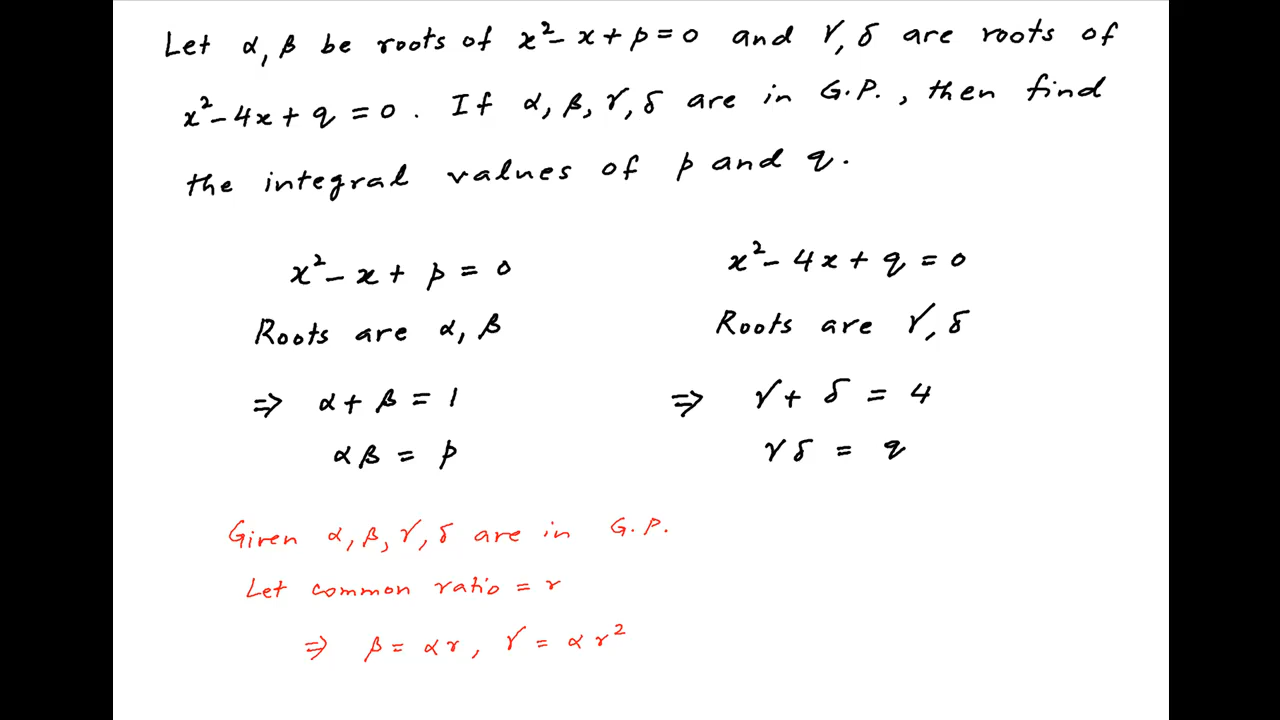 Let α, β be roots of x² - x + p = 0 and γ, δ are roots of
x² - 4x + q = 0 . If α, β, γ, δ are in G.P. , then find
the integral values of p and q.
x² - x + p = 0
Roots are α, β
⇒ α + β = 1
αβ = p
x² - 4x + q = 0
Roots are γ, δ
⇒ γ + δ = 4
γδ = q
Given α, β, γ, δ are in G.P.
Let common ratio = r
⇒ β = αr, γ = αr²